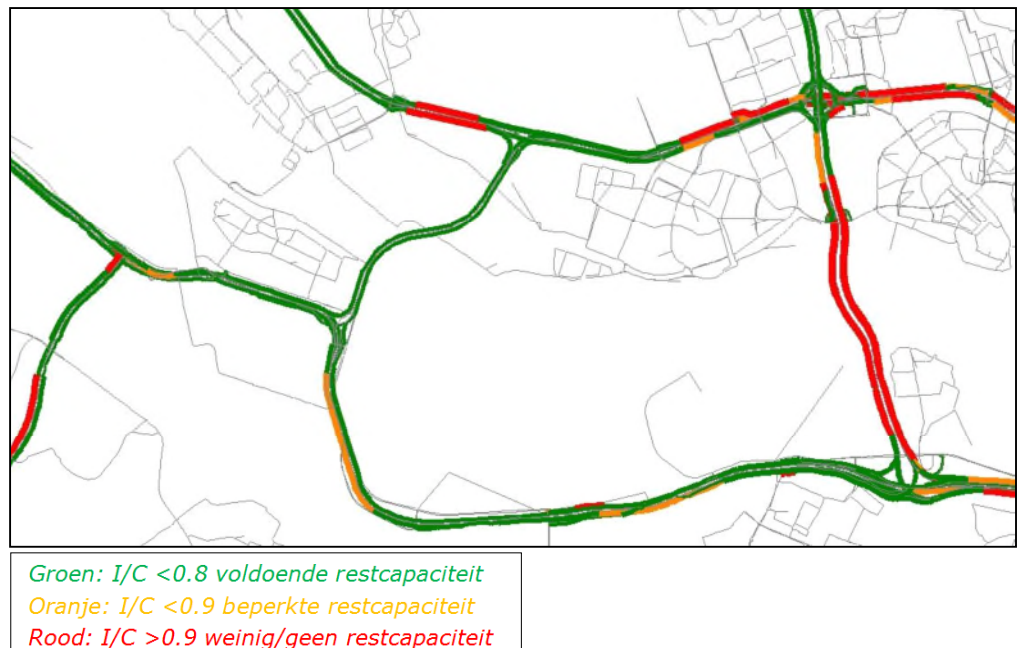 Groen: I/C <0.8 voldoende restcapaciteit
Oranje: I/C <0.9 beperkte restcapaciteit
Rood: I/C >0.9 weinig/geen restcapaciteit